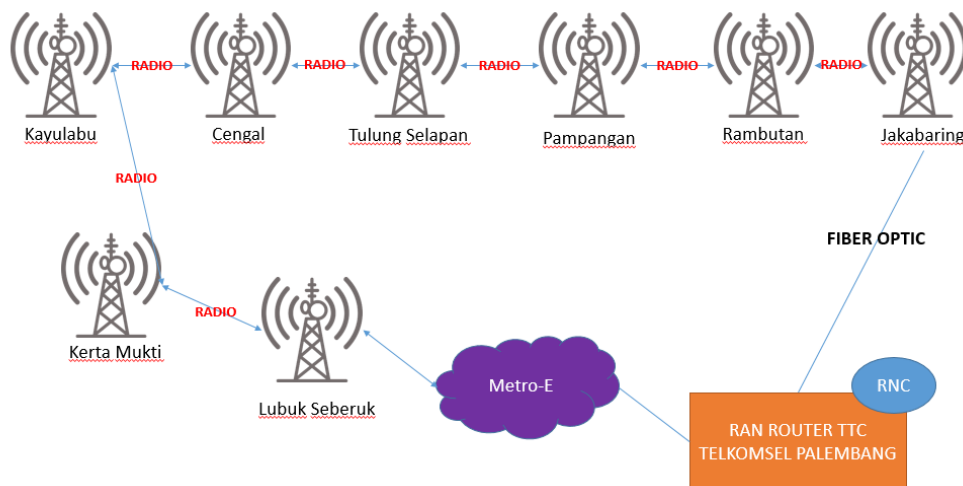 RADIO
RADIO
RADIO
RADIO
RADIO
Kayulabu
Cengal
Tulung Selapan
Pampangan
Rambutan
Jakabaring
RADIO
FIBER OPTIC
RADIO
Kerta Mukti
Lubuk Seberuk
Metro-E
RNC
RAN ROUTER TTC
TELKOMSEL PALEMBANG